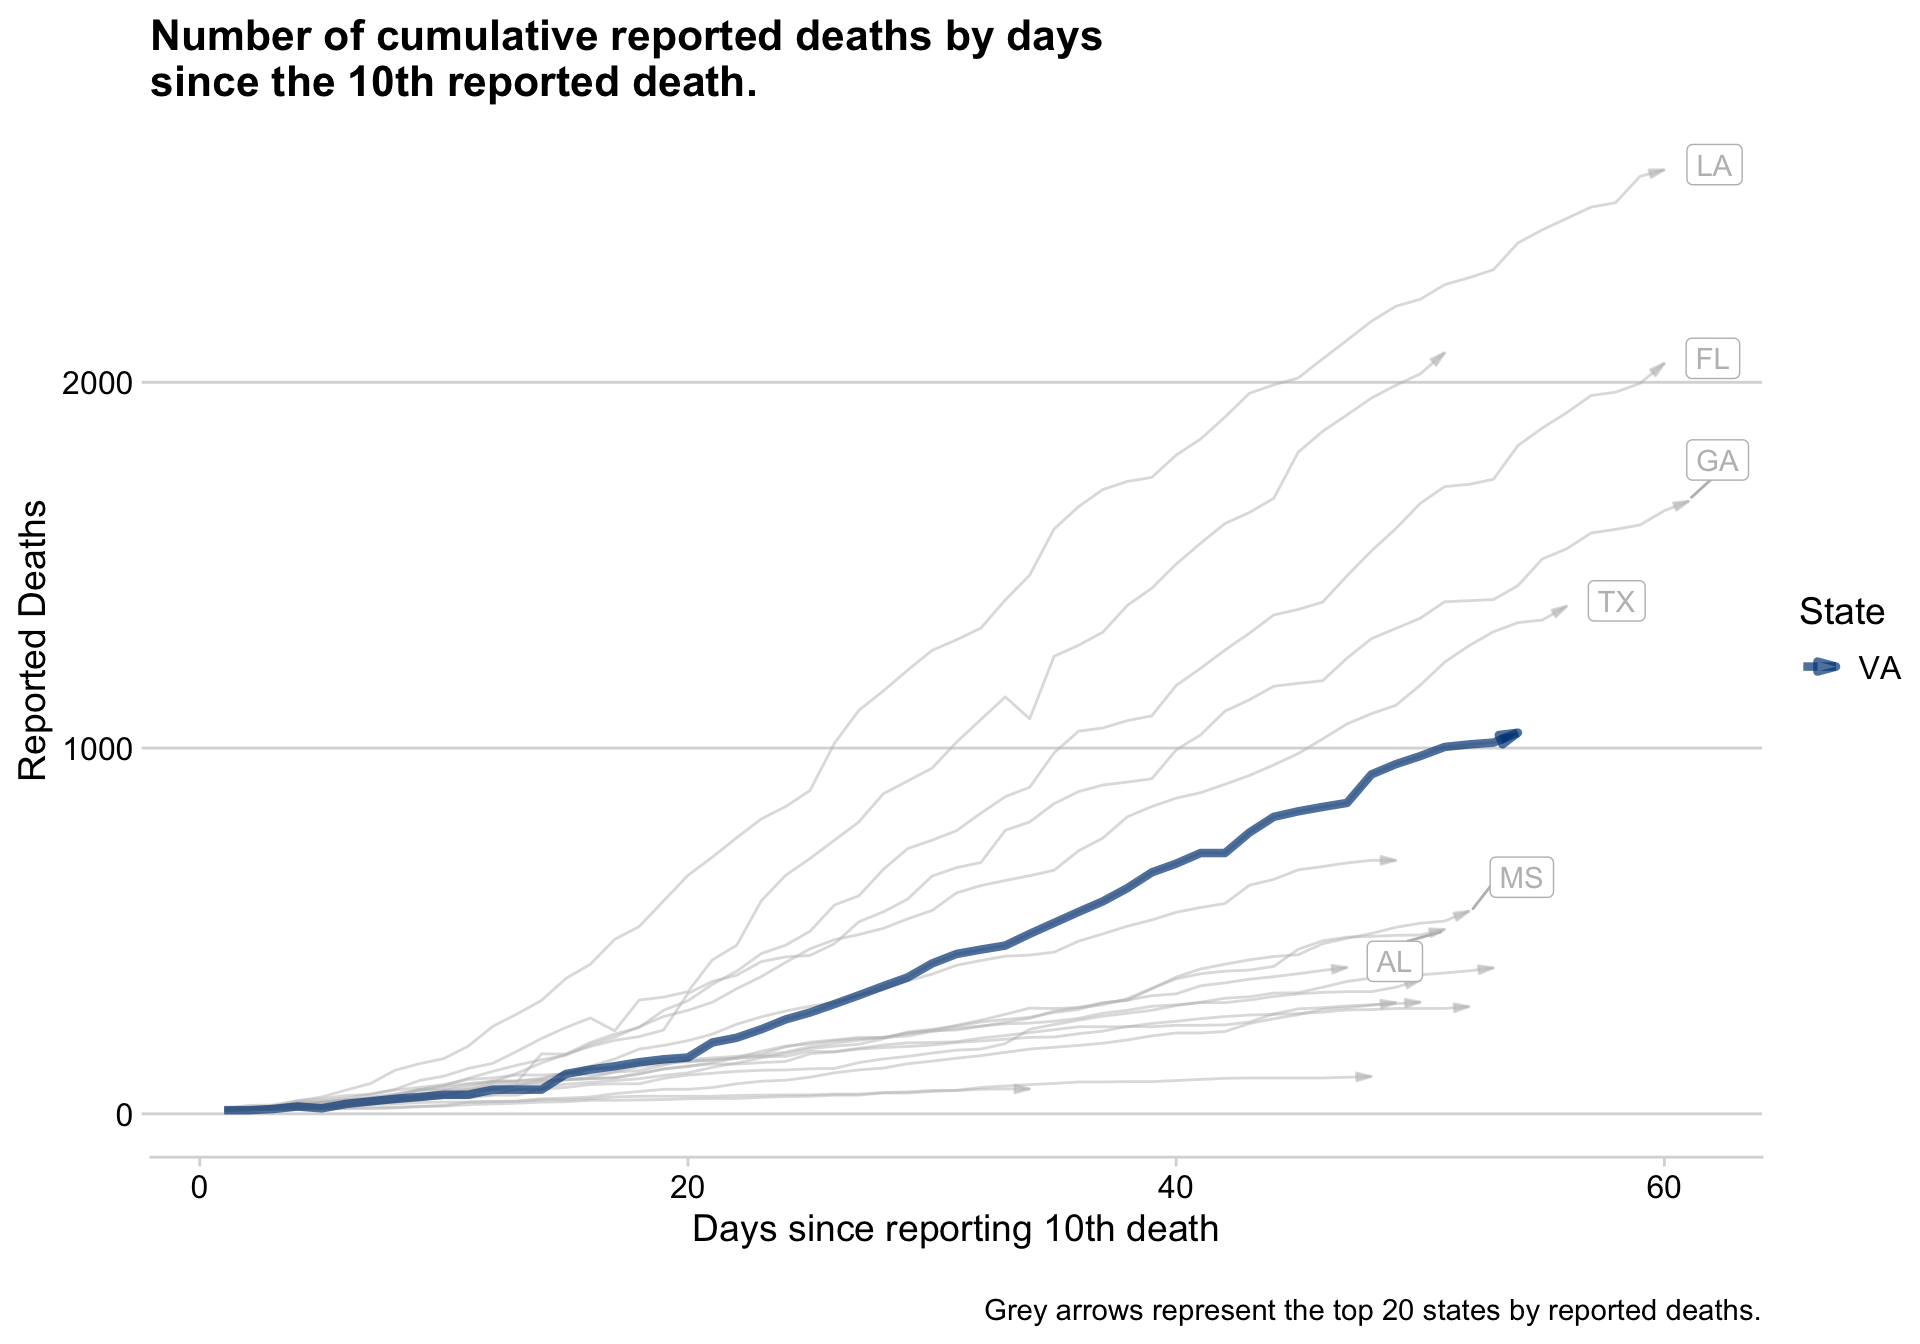 Number of cumulative reported deaths by days
since the 10th reported death.
LA
FL
GA
TX
MS
AL
2000
1000
0
Reported Deaths
0 20 40 60
Days since reporting 10th death
State
VA
Grey arrows represent the top 20 states by reported deaths.